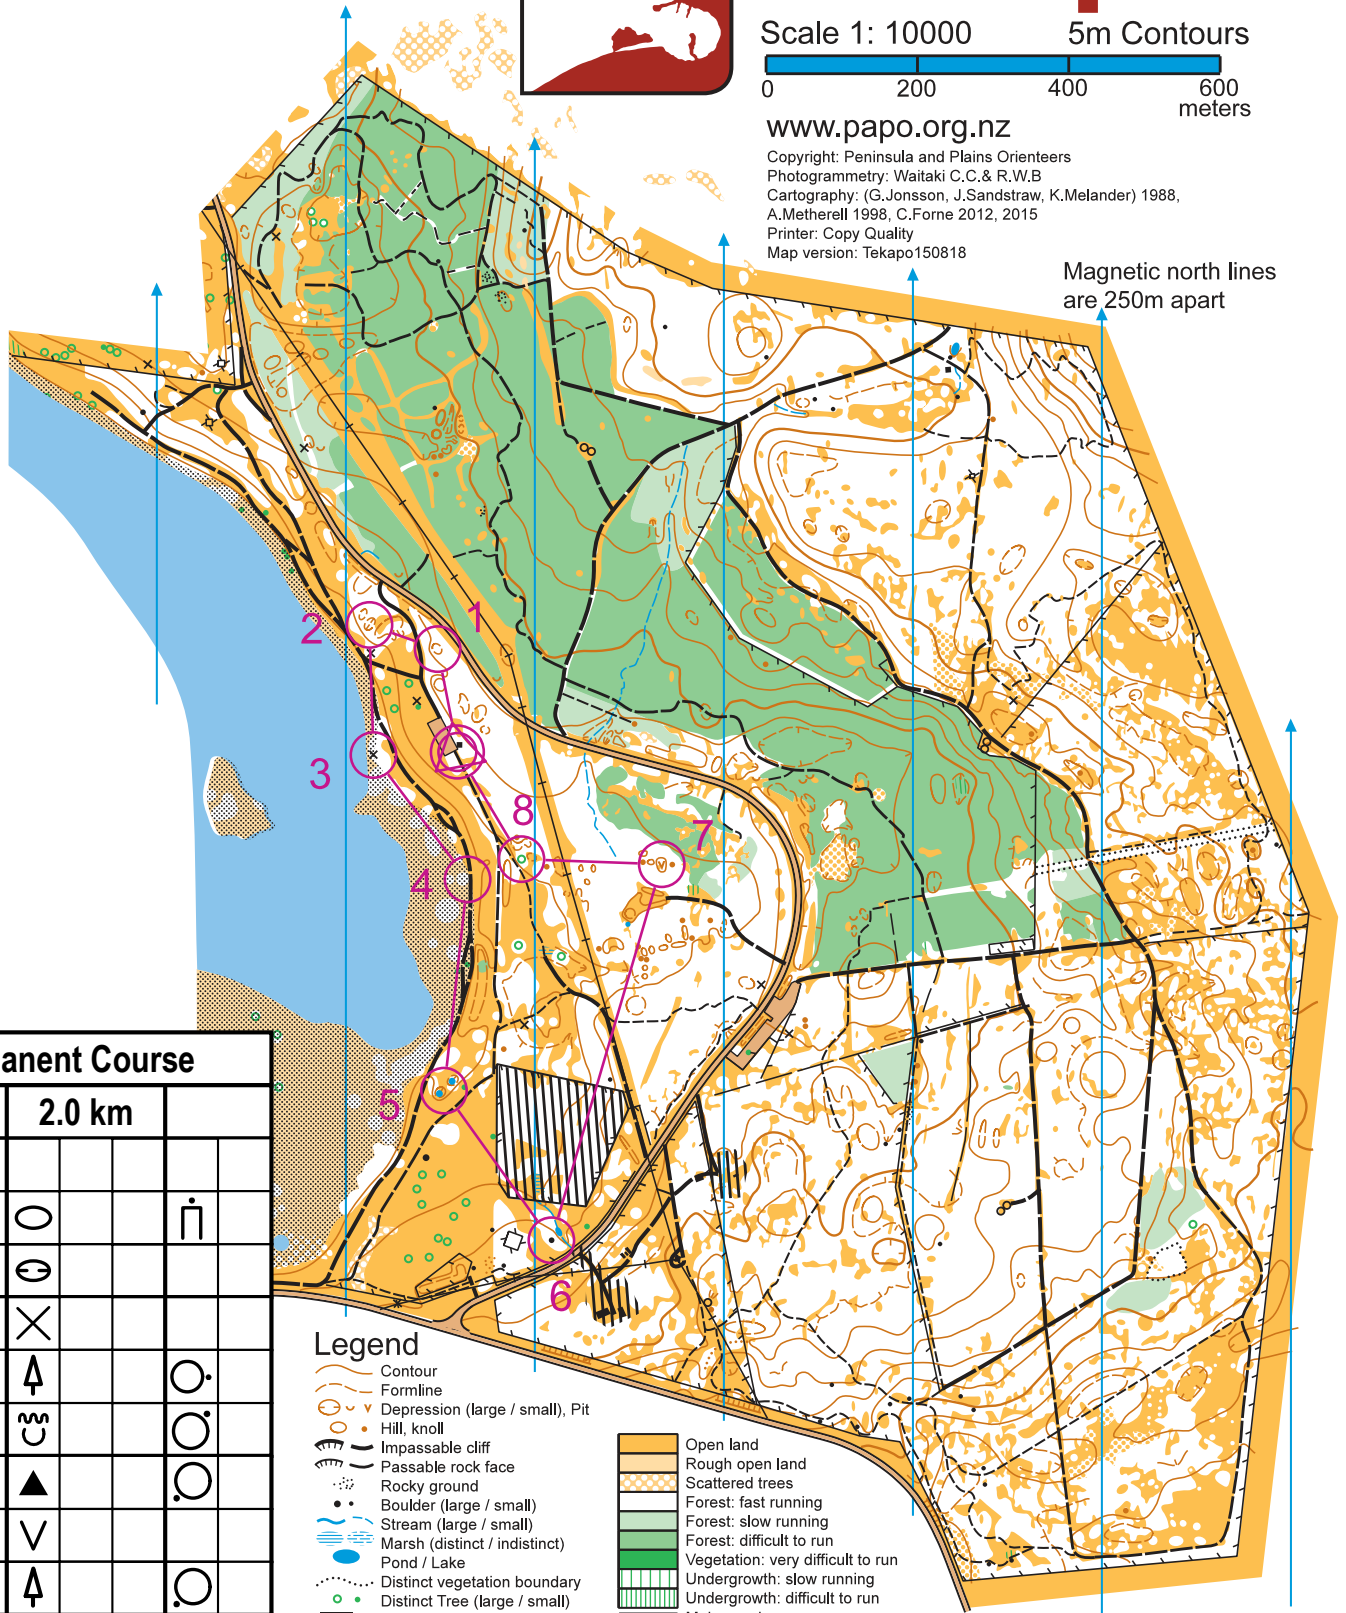 Scale 1: 10000
5m Contours
0 200 400 600
meters
www.papo.org.nz
Copyright: Peninsula and Plains Orienteers
Photogrammetry: Waitaki C.C.& R.W.B
Cartography: (G.Jonsson, J.Sandstraw, K.Melander) 1988,
A.Metherell 1998, C.Forne 2012, 2015
Printer: Copy Quality
Map version: Tekapo150818
Magnetic north lines
are 250m apart
1
2
3
8
7
4
5
6
anent Course
2.0 km
Legend
Contour
Formline
Depression (large / small), Pit
Hill, knoll
Impassable cliff
Passable rock face
Rocky ground
Boulder (large / small)
Stream (large / small)
Marsh (distinct / indistinct)
Pond / Lake
Distinct vegetation boundary
Distinct Tree (large / small)
Open land
Rough open land
Scattered trees
Forest: fast running
Forest: slow running
Forest: difficult to run
Vegetation: very difficult to run
Undergrowth: slow running
Undergrowth: difficult to run